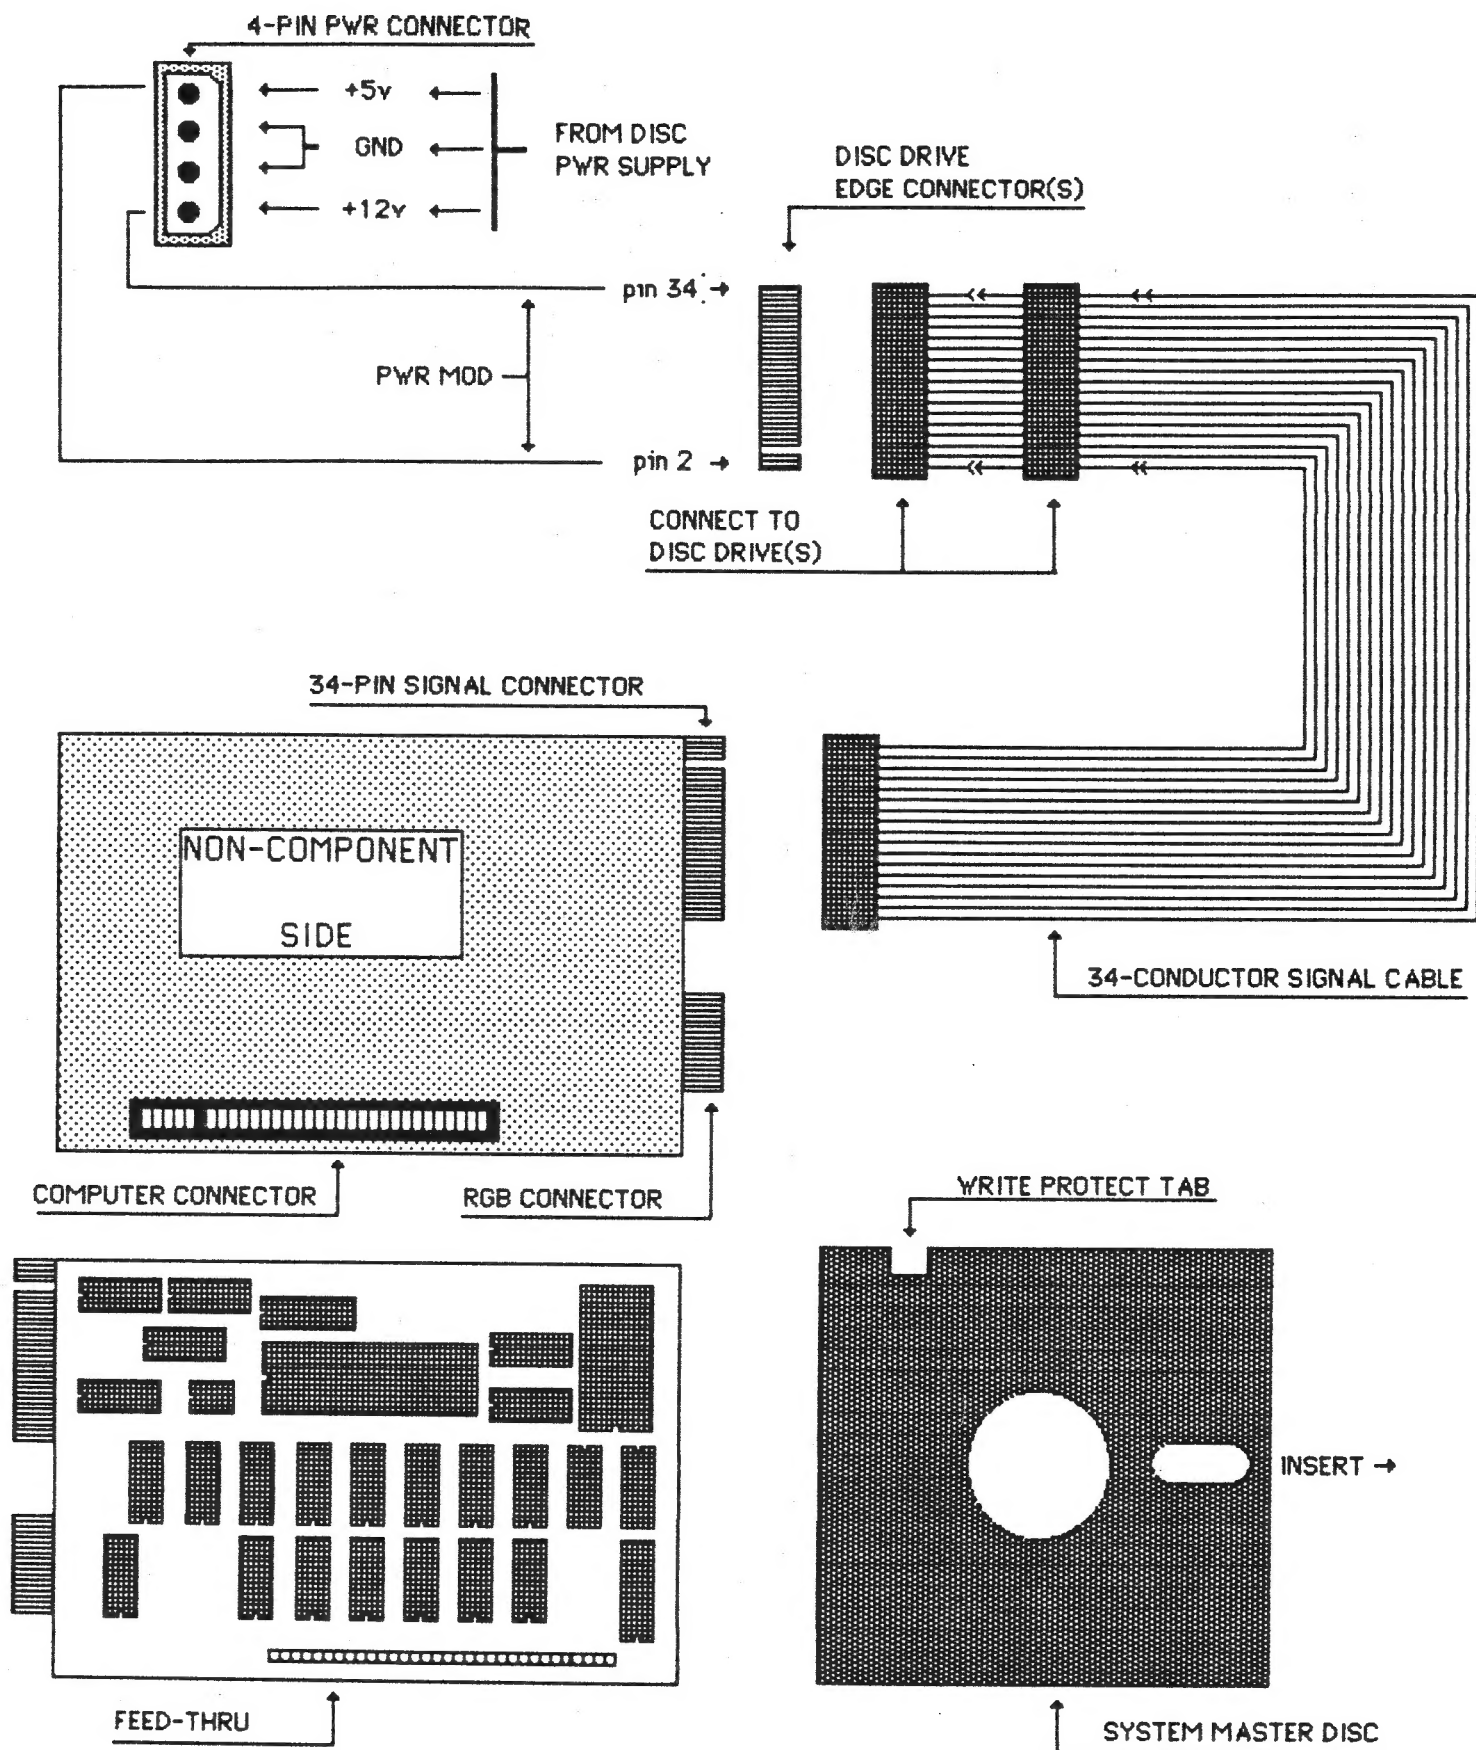 4-PIN PWR CONNECTOR
+5v
GND
+12v
FROM DISC
PWR SUPPLY
DISC DRIVE
EDGE CONNECTOR(S)
pin 34
PWR MOD
pin 2
CONNECT TO
DISC DRIVE(S)
34-PIN SIGNAL CONNECTOR
NON-COMPONENT
SIDE
34-CONDUCTOR SIGNAL CABLE
COMPUTER CONNECTOR
RGB CONNECTOR
WRITE PROTECT TAB
INSERT →
FEED-THRU
SYSTEM MASTER DISC